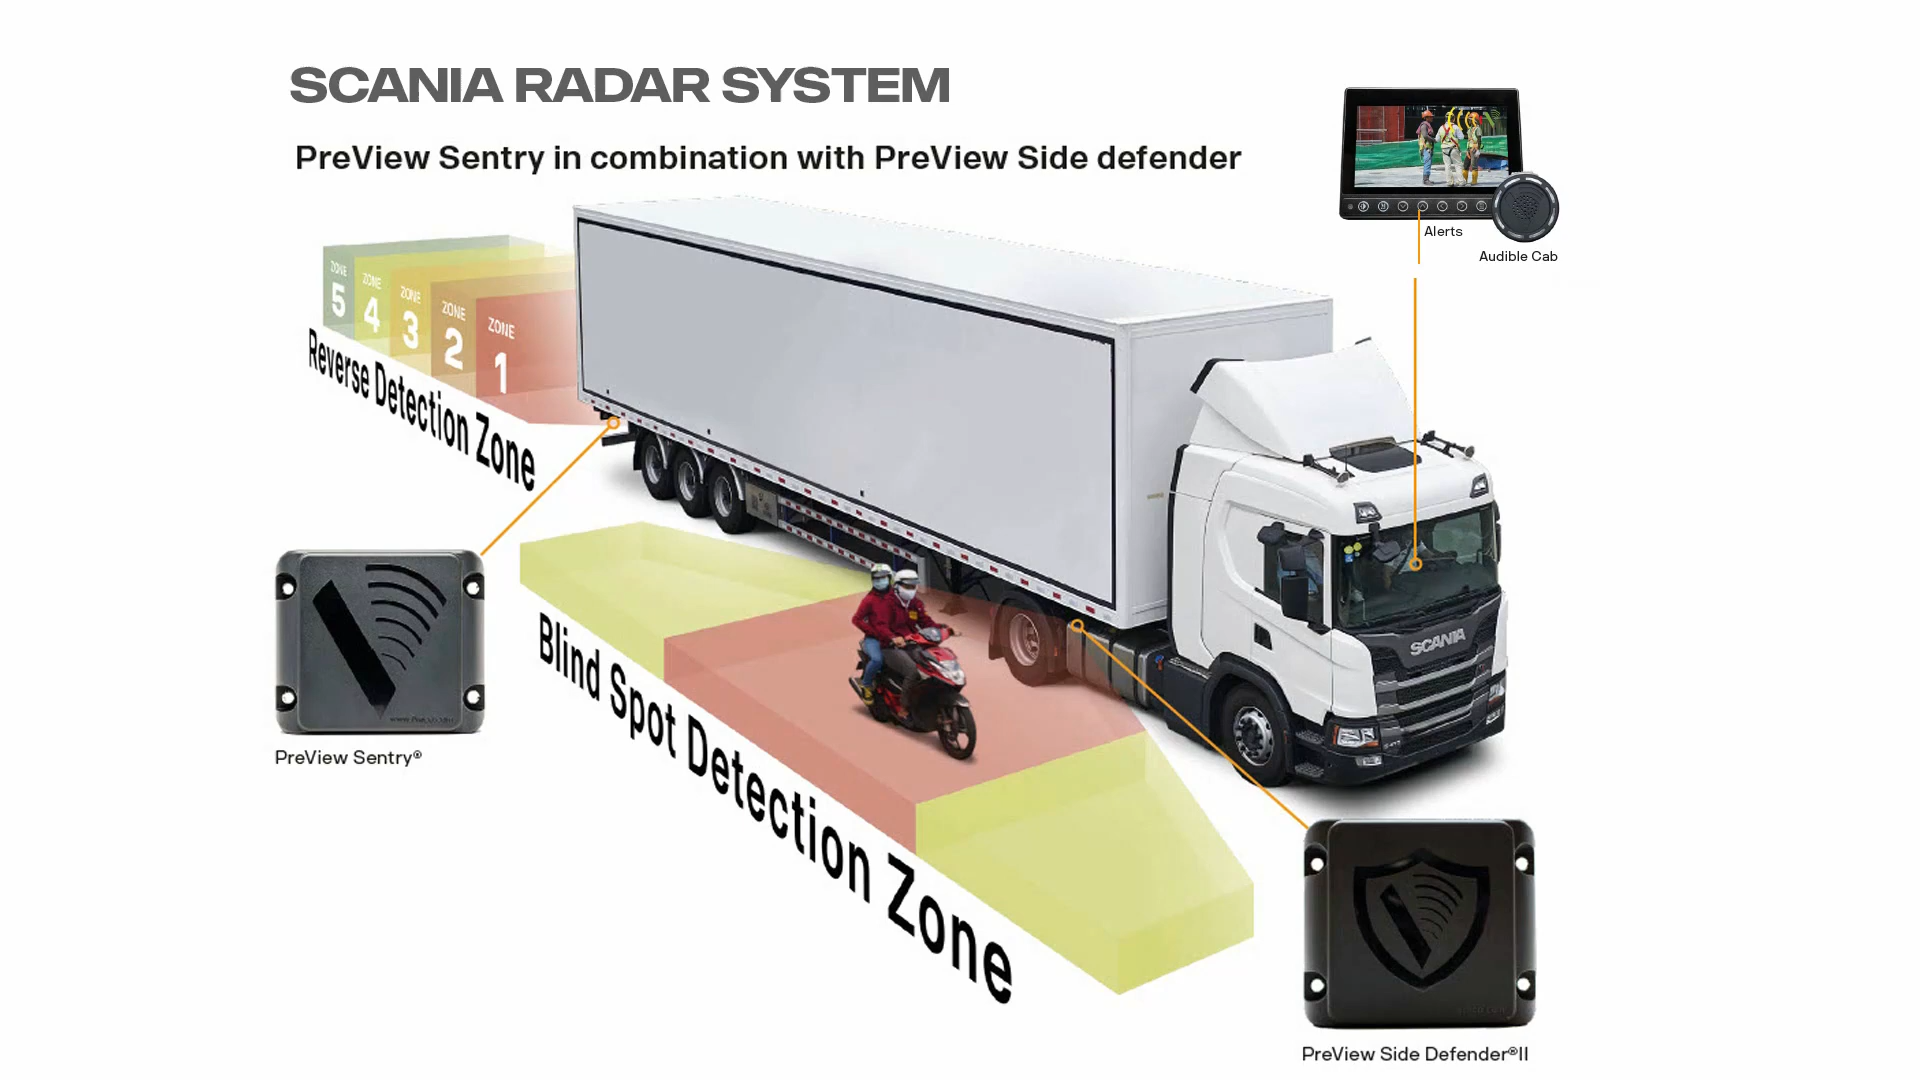 SCANIA RADAR SYSTEM
PreView Sentry in combination with PreView Side defender
Alerts
Audible Cab
ZONE
5
ZONE
4
ZONE
3
ZONE
2
ZONE
1
Reverse Detection Zone
SCANIA
Blind Spot Detection Zone
PreView Sentry®
PreView Side Defender®II